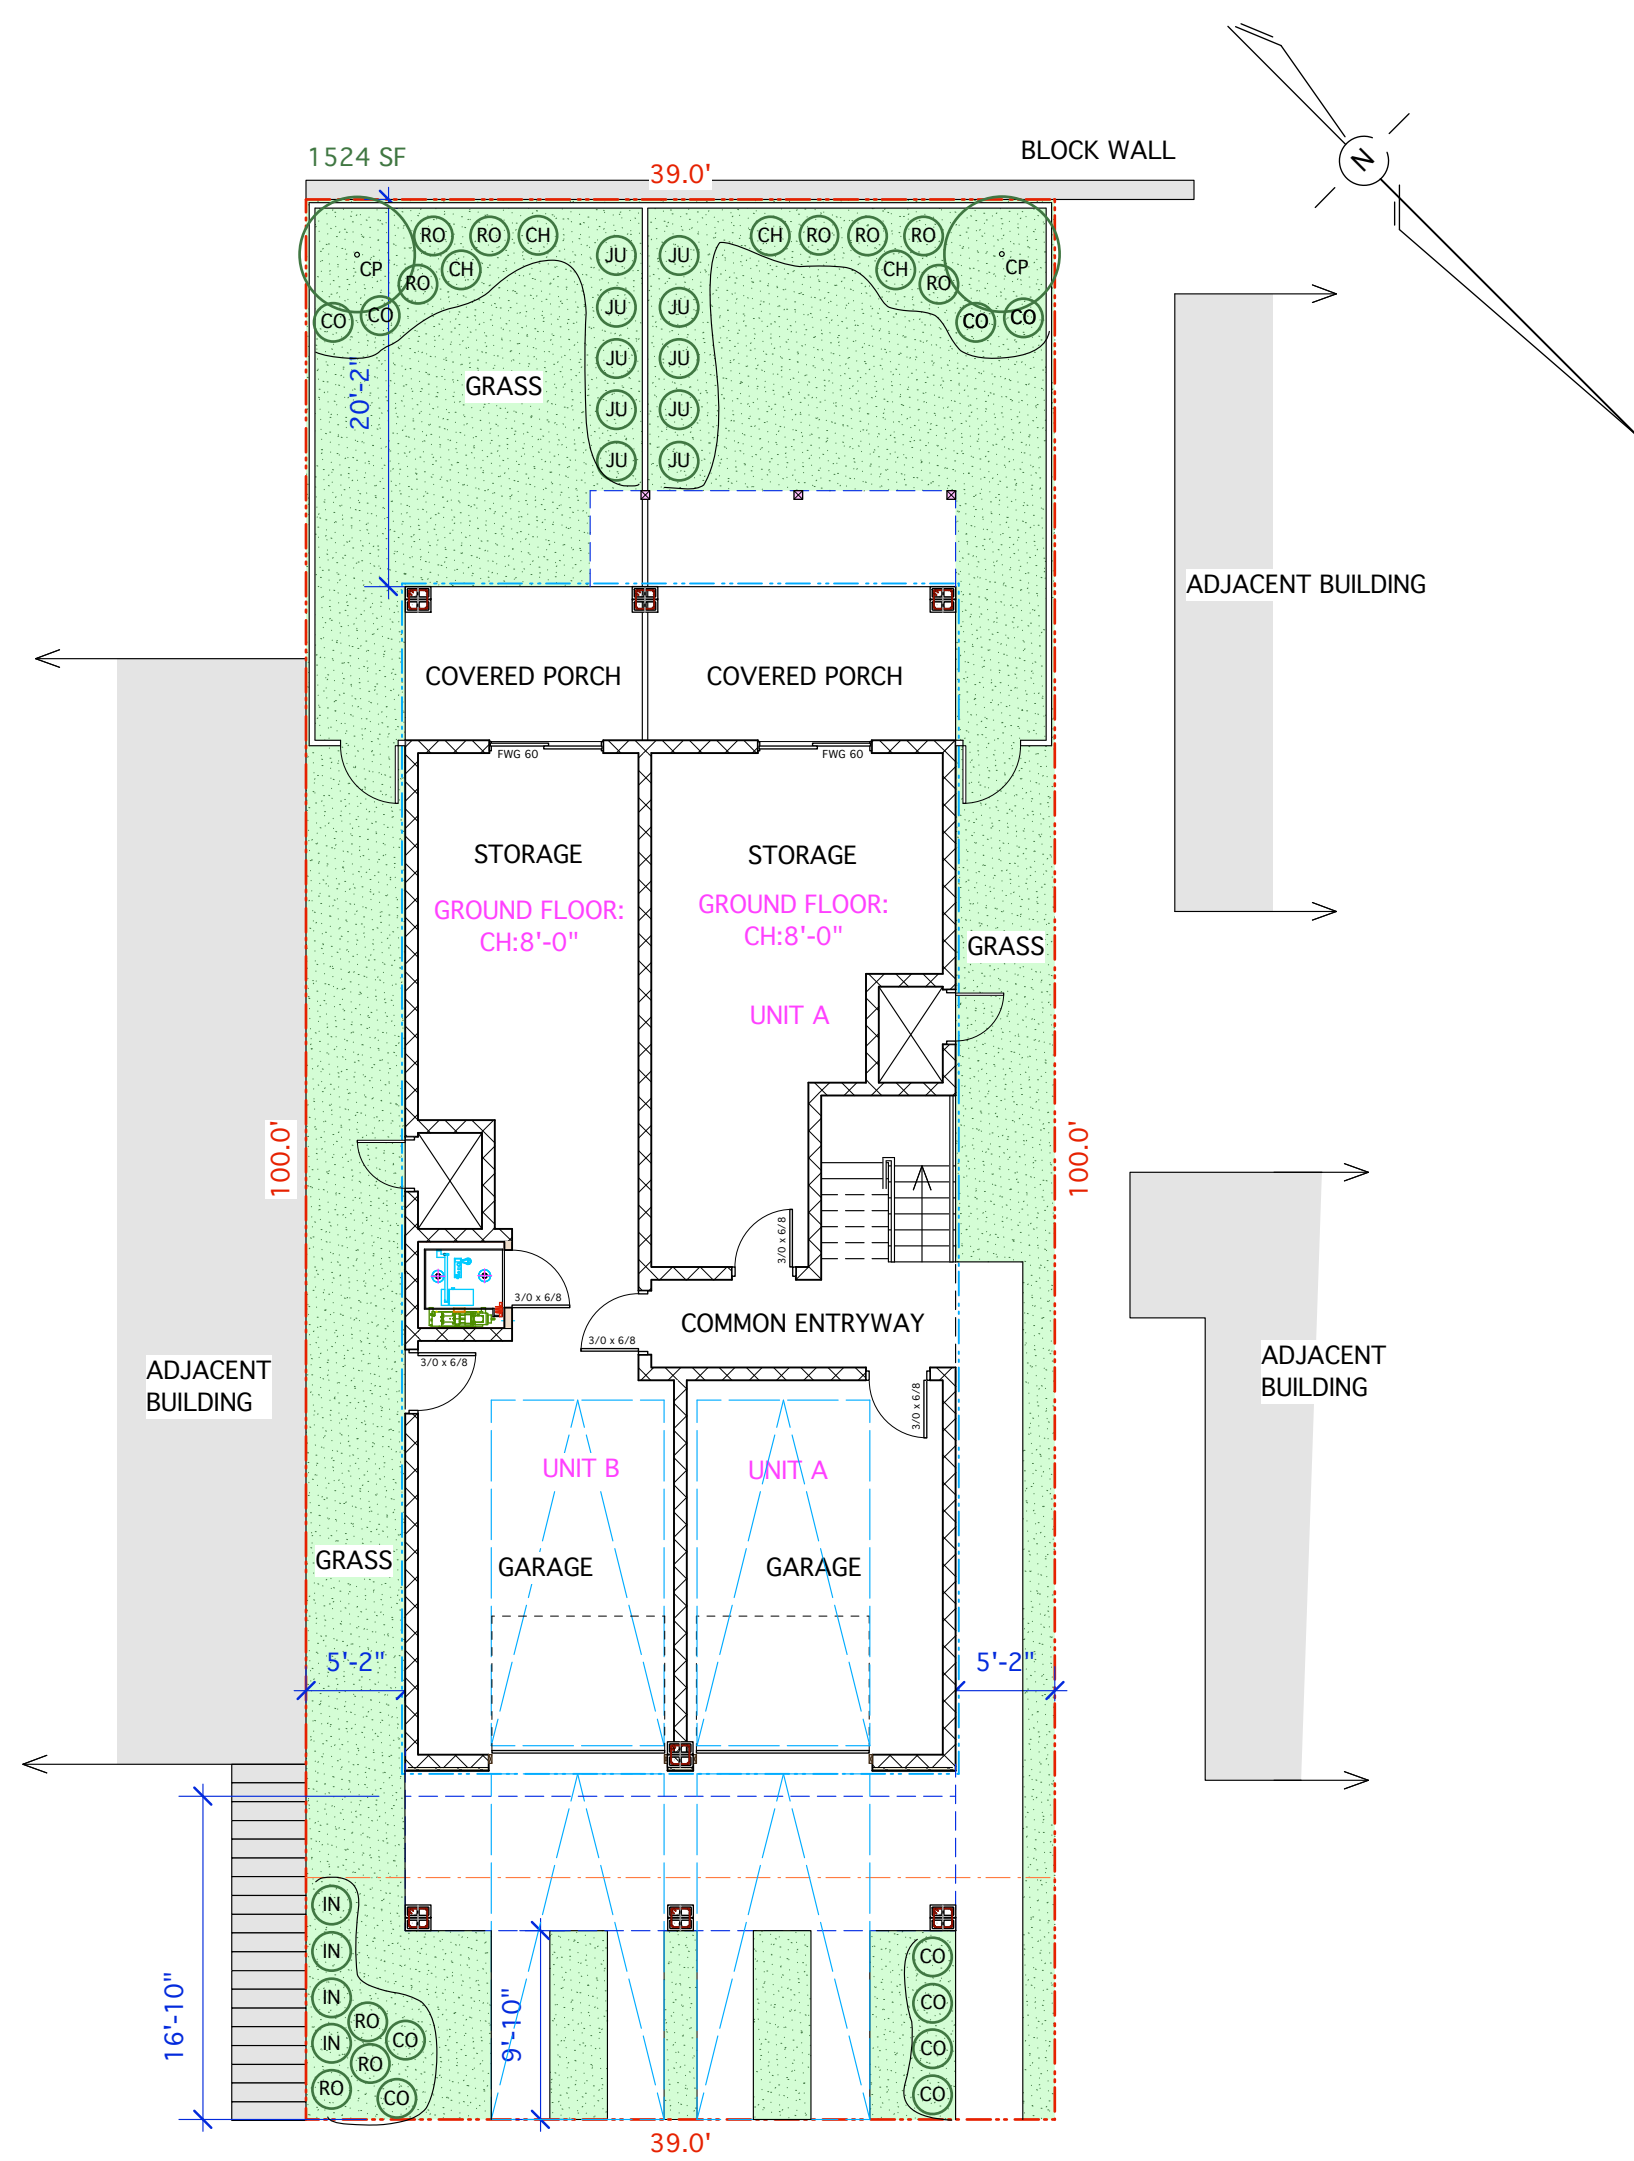 1524 SF
39.0'
BLOCK WALL
N
RO
RO
CH
CH
RO
RO
RO
CP
RO
CH
JU
JU
CH
RO
CP
CO
CO
JU
JU
CO
CO
20'-2"
GRASS
JU
JU
JU
JU
JU
JU
ADJACENT BUILDING
COVERED PORCH
COVERED PORCH
FWG 60
FWG 60
STORAGE
STORAGE
GROUND FLOOR:
CH:8'-0"
GROUND FLOOR:
CH:8'-0"
GRASS
UNIT A
100.0'
100.0'
3/0 x 6/8
3/0 x 6/8
COMMON ENTRYWAY
3/0 x 6/8
3/0 x 6/8
3/0 x 6/8
ADJACENT
BUILDING
ADJACENT
BUILDING
UNIT B
UNIT A
GRASS
GARAGE
GARAGE
5'-2"
5'-2"
IN
IN
IN
IN
RO
CO
RO
RO
CO
16'-10"
9'-10"
CO
CO
CO
CO
39.0'